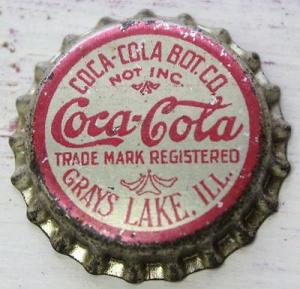 COCA-COLA BOT. CO.
NOT INC.
Coca-Cola
TRADE MARK REGISTERED
GRAYS LAKE, ILL.